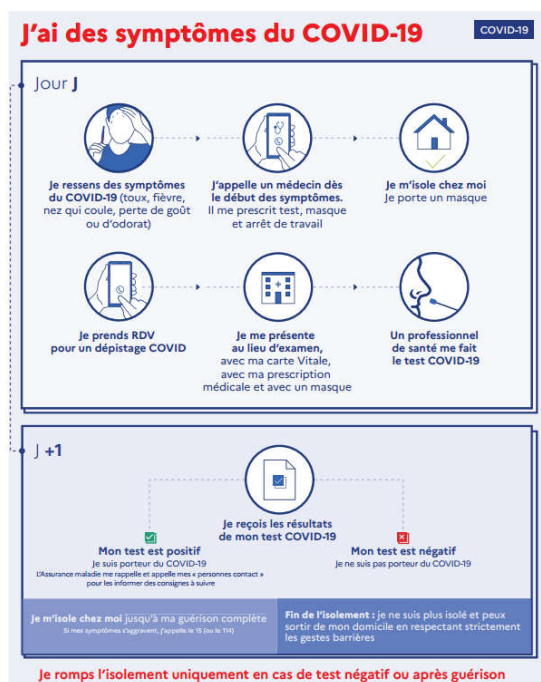 J'ai des symptômes du COVID-19
COVID-19
Jour J
Je ressens des symptômes
du COVID-19 (toux, fièvre,
nez qui coule, perte de goût
ou d'odorat)
J'appelle un médecin dès
le début des symptômes.
Il me prescrit test, masque
et arrêt de travail
Je m'isole chez moi
Je porte un masque
Je prends RDV
pour un dépistage COVID
Je me présente
au lieu d'examen,
avec ma carte Vitale,
avec ma prescription
médicale et avec un masque
Un professionnel
de santé me fait
le test COVID-19
J +1
Je reçois les résultats
de mon test COVID-19
Mon test est positif
Je suis porteur du COVID-19
L'Assurance maladie me rappelle et appelle mes « personnes contact »
pour les informer des consignes à suivre
Mon test est négatif
Je ne suis pas porteur du COVID-19
Je m'isole chez moi jusqu'à ma guérison complète
Si mes symptômes s'aggravent, j'appelle le 15 (ou le 114)
Fin de l'isolement : je ne suis plus isolé et peux
sortir de mon domicile en respectant strictement
les gestes barrières
Je romps l'isolement uniquement en cas de test négatif ou après guérison